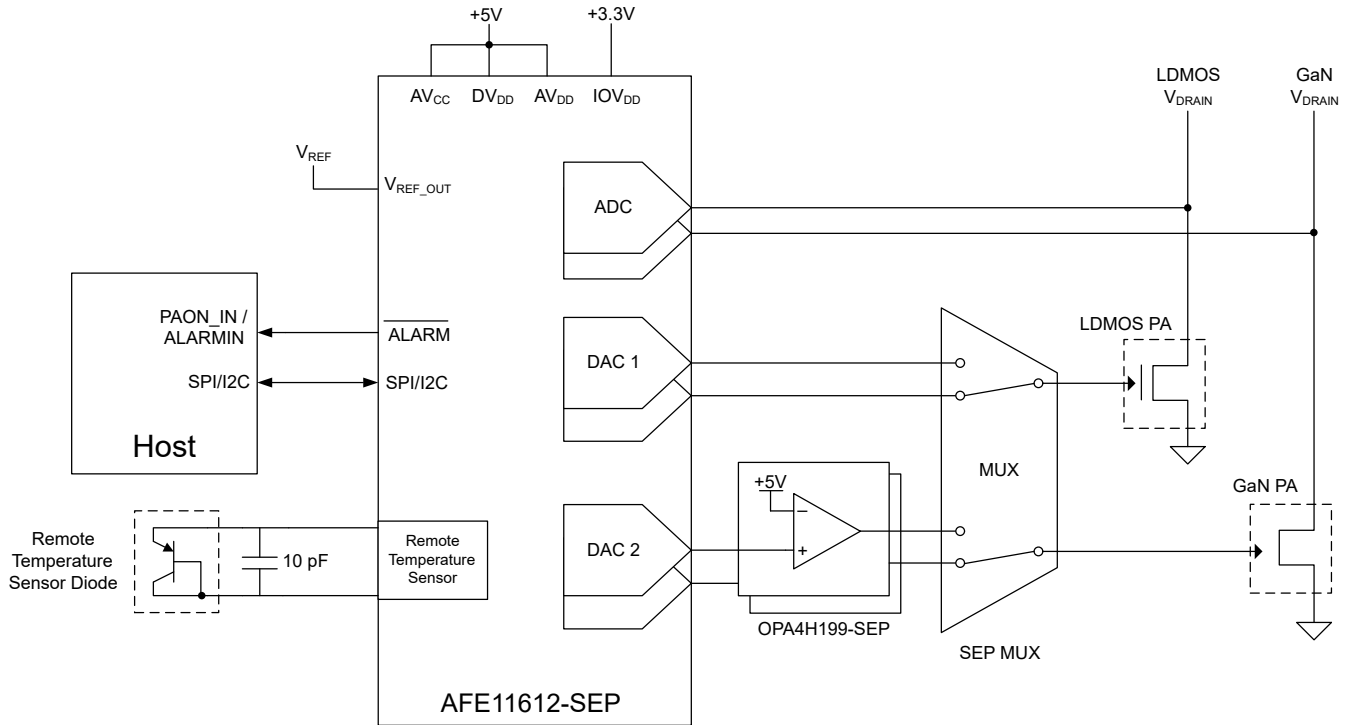 +5V
+3.3V
AVCC
DVDD
AVDD
IOVDD
LDMOS
VDRAIN
GaN
VDRAIN
VREF
VREF_OUT
ADC
PAON_IN /
ALARMIN
ALARM
SPI/I2C
SPI/I2C
Host
DAC 1
LDMOS PA
MUX
GaN PA
+5V
−
+
DAC 2
Remote
Temperature
Sensor Diode
10 pF
Remote
Temperature
Sensor
OPA4H199-SEP
SEP MUX
AFE11612-SEP